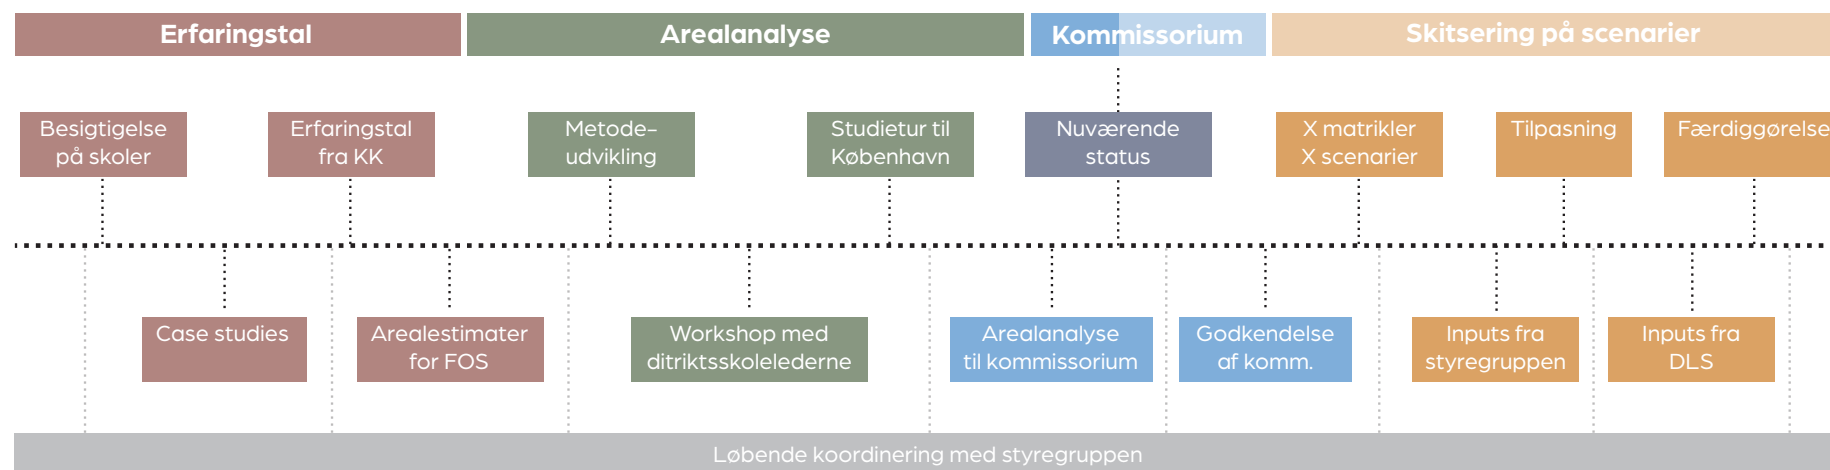 Erfaringstal
Arealanalyse
Kommissorium
Skitsering på scenarier
Besigtigelse
på skoler
Erfaringstal
fra KK
Metode-
udvikling
Studietur til
København
Nuværende
status
X matrikler
X scenarier
Tilpasning
Færdiggørelse
Case studies
Arealestimater
for FOS
Workshop med
ditriktsskolelederne
Arealanalyse
til kommissorium
Godkendelse
af komm.
Inputs fra
styregruppen
Inputs fra
DLS
Løbende koordinering med styregruppen